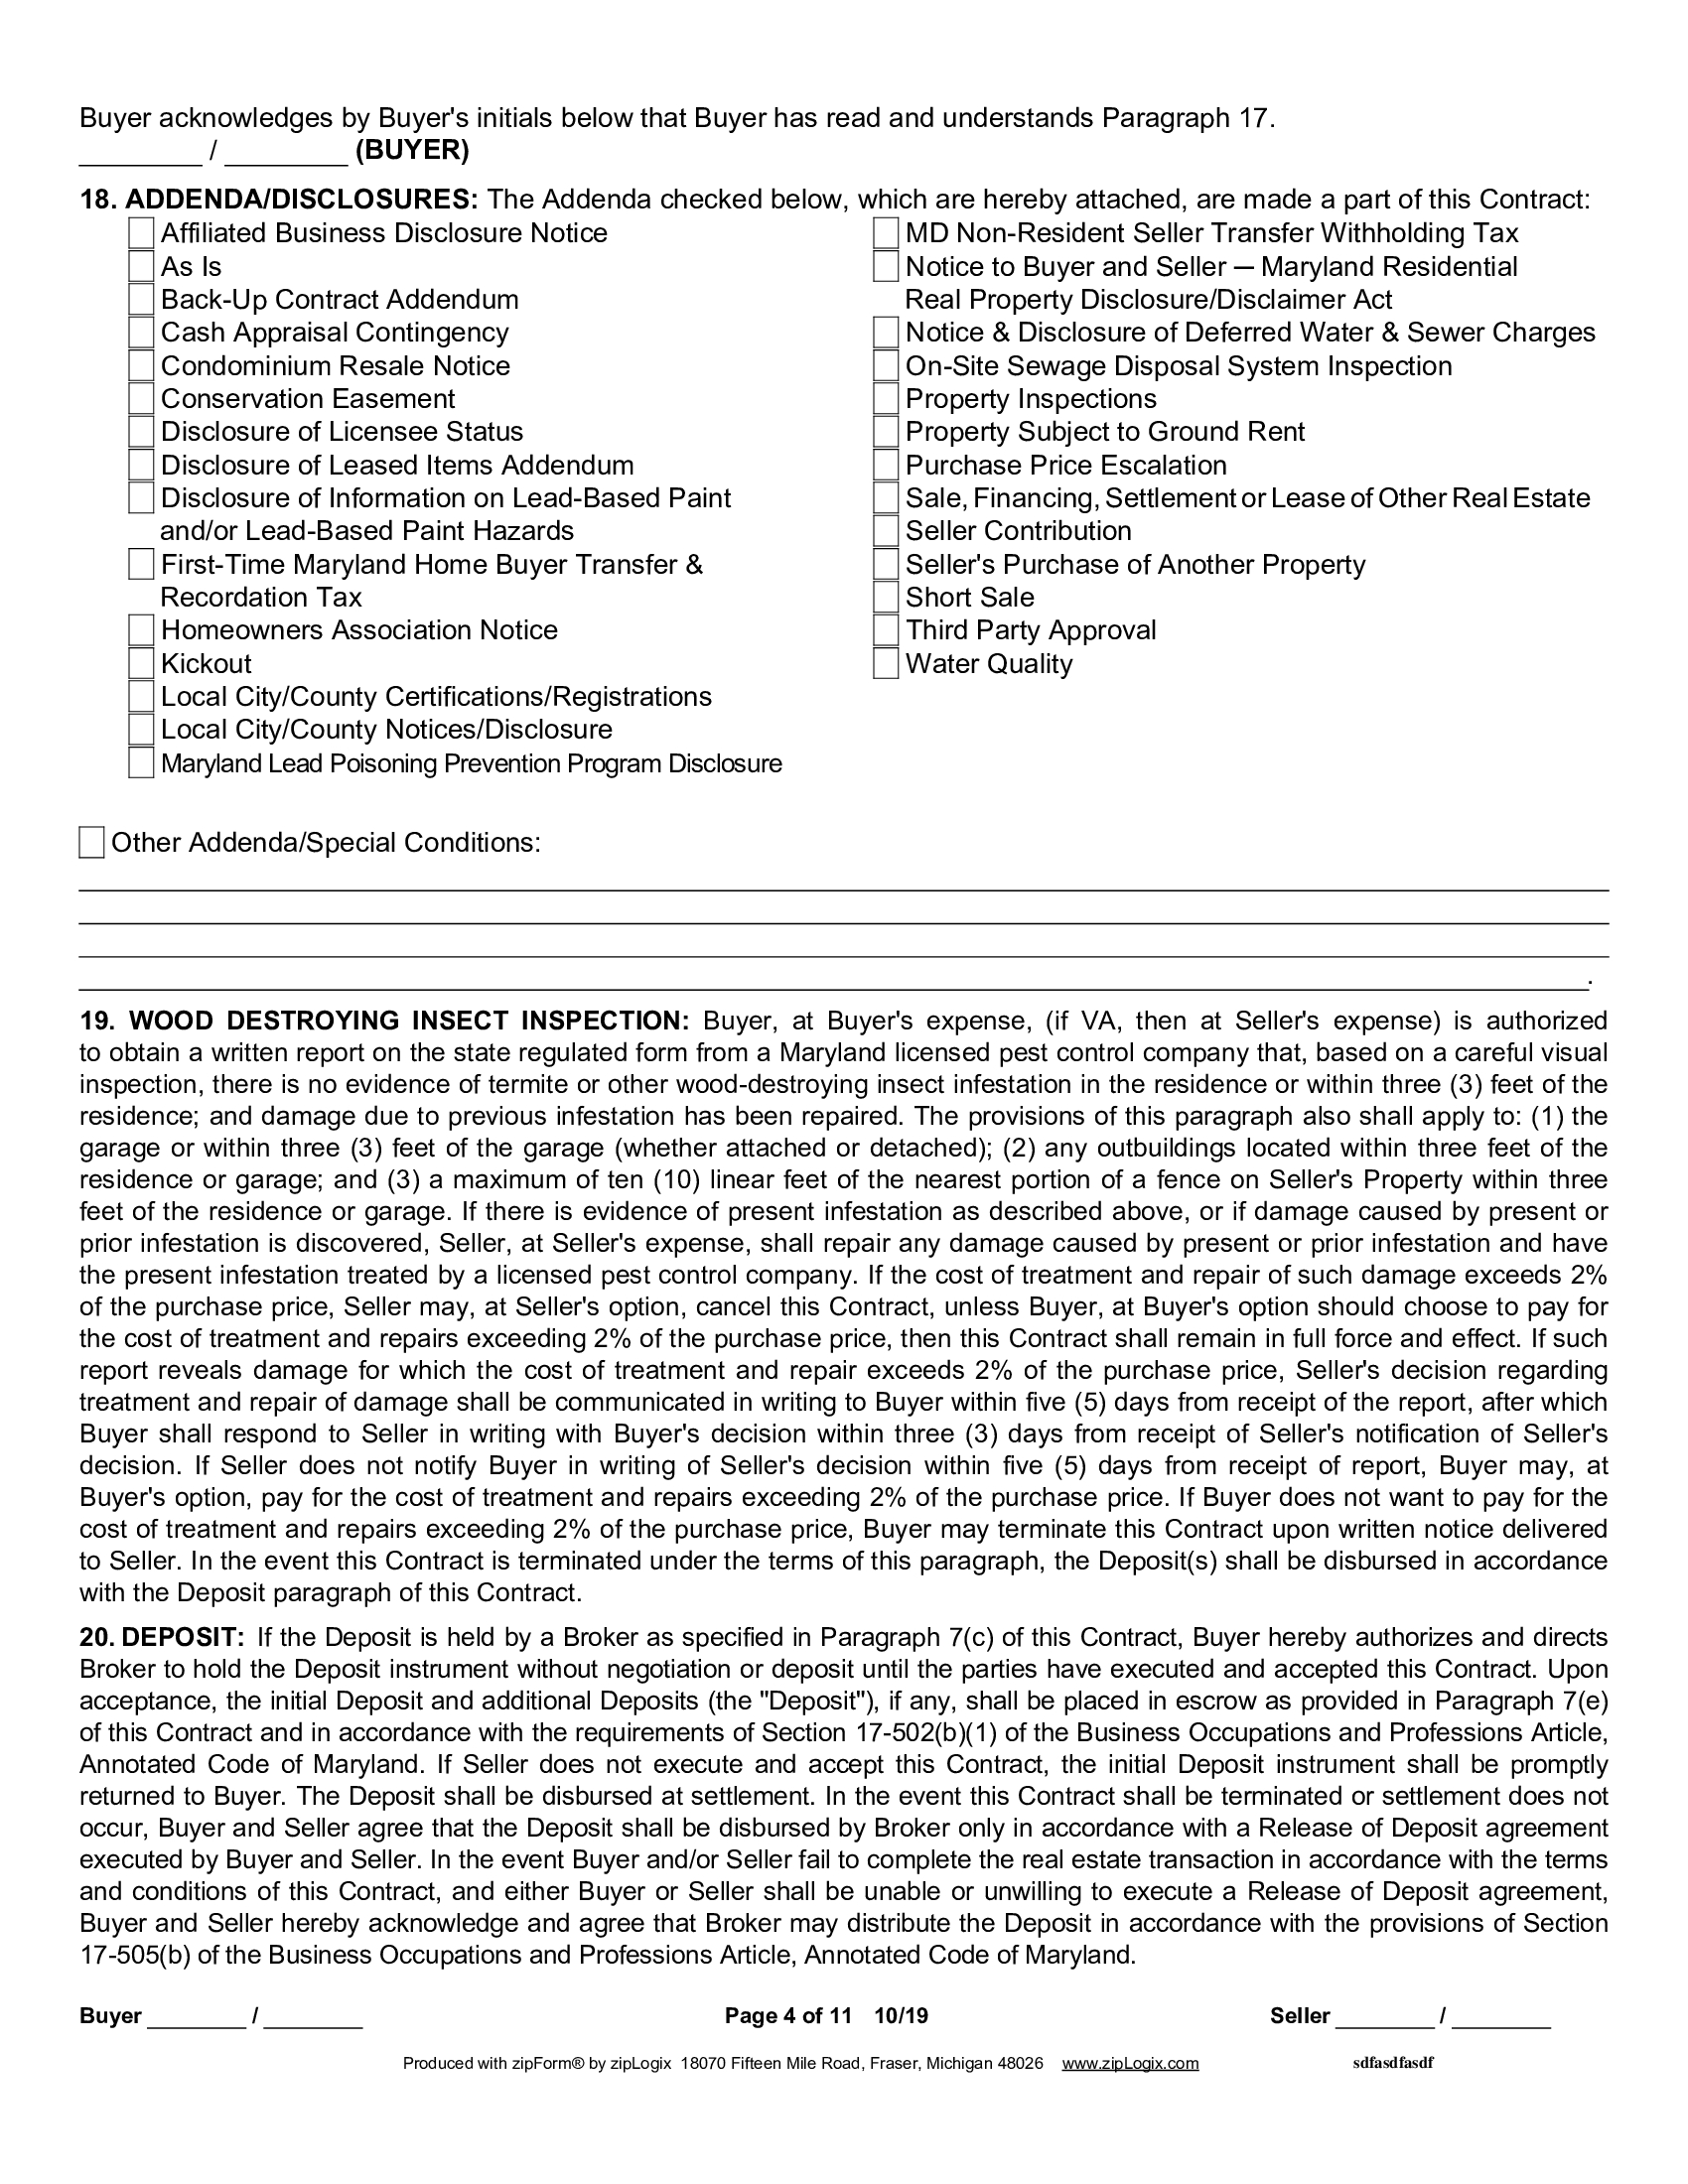 Buyer acknowledges by Buyer's initials below that Buyer has read and understands Paragraph 17.
________ / ________ (BUYER)
18. ADDENDA/DISCLOSURES: The Addenda checked below, which are hereby attached, are made a part of this Contract:
Affiliated Business Disclosure Notice
As Is
Back-Up Contract Addendum
Cash Appraisal Contingency
Condominium Resale Notice
Conservation Easement
Disclosure of Licensee Status
Disclosure of Leased Items Addendum
Disclosure of Information on Lead-Based Paint
and/or Lead-Based Paint Hazards
First-Time Maryland Home Buyer Transfer &
Recordation Tax
Homeowners Association Notice
Kickout
Local City/County Certifications/Registrations
Local City/County Notices/Disclosure
Maryland Lead Poisoning Prevention Program Disclosure
MD Non-Resident Seller Transfer Withholding Tax
Notice to Buyer and Seller — Maryland Residential
Real Property Disclosure/Disclaimer Act
Notice & Disclosure of Deferred Water & Sewer Charges
On-Site Sewage Disposal System Inspection
Property Inspections
Property Subject to Ground Rent
Purchase Price Escalation
Sale, Financing, Settlement or Lease of Other Real Estate
Seller Contribution
Seller's Purchase of Another Property
Short Sale
Third Party Approval
Water Quality
Other Addenda/Special Conditions:
.
19. WOOD DESTROYING INSECT INSPECTION: Buyer, at Buyer's expense, (if VA, then at Seller's expense) is authorized
to obtain a written report on the state regulated form from a Maryland licensed pest control company that, based on a careful visual
inspection, there is no evidence of termite or other wood-destroying insect infestation in the residence or within three (3) feet of the
residence; and damage due to previous infestation has been repaired. The provisions of this paragraph also shall apply to: (1) the
garage or within three (3) feet of the garage (whether attached or detached); (2) any outbuildings located within three feet of the
residence or garage; and (3) a maximum of ten (10) linear feet of the nearest portion of a fence on Seller's Property within three
feet of the residence or garage. If there is evidence of present infestation as described above, or if damage caused by present or
prior infestation is discovered, Seller, at Seller's expense, shall repair any damage caused by present or prior infestation and have
the present infestation treated by a licensed pest control company. If the cost of treatment and repair of such damage exceeds 2%
of the purchase price, Seller may, at Seller's option, cancel this Contract, unless Buyer, at Buyer's option should choose to pay for
the cost of treatment and repairs exceeding 2% of the purchase price, then this Contract shall remain in full force and effect. If such
report reveals damage for which the cost of treatment and repair exceeds 2% of the purchase price, Seller's decision regarding
treatment and repair of damage shall be communicated in writing to Buyer within five (5) days from receipt of the report, after which
Buyer shall respond to Seller in writing with Buyer's decision within three (3) days from receipt of Seller's notification of Seller's
decision. If Seller does not notify Buyer in writing of Seller's decision within five (5) days from receipt of report, Buyer may, at
Buyer's option, pay for the cost of treatment and repairs exceeding 2% of the purchase price. If Buyer does not want to pay for the
cost of treatment and repairs exceeding 2% of the purchase price, Buyer may terminate this Contract upon written notice delivered
to Seller. In the event this Contract is terminated under the terms of this paragraph, the Deposit(s) shall be disbursed in accordance
with the Deposit paragraph of this Contract.
20. DEPOSIT: If the Deposit is held by a Broker as specified in Paragraph 7(c) of this Contract, Buyer hereby authorizes and directs
Broker to hold the Deposit instrument without negotiation or deposit until the parties have executed and accepted this Contract. Upon
acceptance, the initial Deposit and additional Deposits (the "Deposit"), if any, shall be placed in escrow as provided in Paragraph 7(e)
of this Contract and in accordance with the requirements of Section 17-502(b)(1) of the Business Occupations and Professions Article,
Annotated Code of Maryland. If Seller does not execute and accept this Contract, the initial Deposit instrument shall be promptly
returned to Buyer. The Deposit shall be disbursed at settlement. In the event this Contract shall be terminated or settlement does not
occur, Buyer and Seller agree that the Deposit shall be disbursed by Broker only in accordance with a Release of Deposit agreement
executed by Buyer and Seller. In the event Buyer and/or Seller fail to complete the real estate transaction in accordance with the terms
and conditions of this Contract, and either Buyer or Seller shall be unable or unwilling to execute a Release of Deposit agreement,
Buyer and Seller hereby acknowledge and agree that Broker may distribute the Deposit in accordance with the provisions of Section
17-505(b) of the Business Occupations and Professions Article, Annotated Code of Maryland.
Buyer ________ / ________ Page 4 of 11 10/19 Seller ________ / ________
Produced with zipForm® by zipLogix 18070 Fifteen Mile Road, Fraser, Michigan 48026 www.zipLogix.com sdfasdfasdf